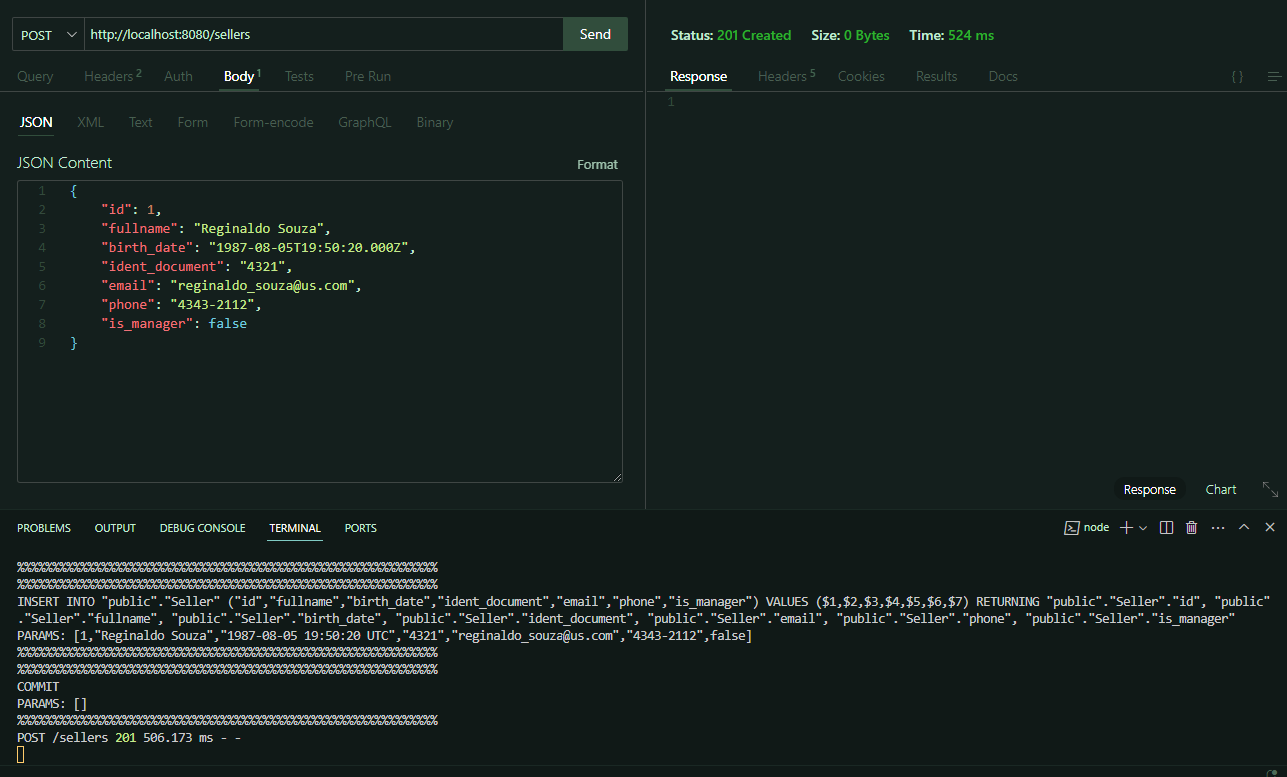 POST http://localhost:8080/sellers Send
Status: 201 Created Size: 0 Bytes Time: 524 ms
Query Headers 2 Auth Body 1 Tests Pre Run
Response Headers 5 Cookies Results Docs { }
JSON XML Text Form Form-encode GraphQL Binary
1
JSON Content Format
1 {
2 "id": 1,
3 "fullname": "Reginaldo Souza",
4 "birth_date": "1987-08-05T19:50:20.000Z",
5 "ident_document": "4321",
6 "email": "reginaldo_souza@us.com",
7 "phone": "4343-2112",
8 "is_manager": false
9 }
Response Chart
PROBLEMS OUTPUT DEBUG CONSOLE TERMINAL PORTS node
%%%%%%%%%%%%%%%%%%%%%%%%%%%%%%%%%%%%%%%%%%%%%%%%%%%%%%
%%%%%%%%%%%%%%%%%%%%%%%%%%%%%%%%%%%%%%%%%%%%%%%%%%%%%%
INSERT INTO "public"."Seller" ("id","fullname","birth_date","ident_document","email","phone","is_manager") VALUES ($1,$2,$3,$4,$5,$6,$7) RETURNING "public"."Seller"."id", "public"
."Seller"."fullname", "public"."Seller"."birth_date", "public"."Seller"."ident_document", "public"."Seller"."email", "public"."Seller"."phone", "public"."Seller"."is_manager"
PARAMS: [1,"Reginaldo Souza","1987-08-05 19:50:20 UTC","4321","reginaldo_souza@us.com","4343-2112",false]
%%%%%%%%%%%%%%%%%%%%%%%%%%%%%%%%%%%%%%%%%%%%%%%%%%%%%%
%%%%%%%%%%%%%%%%%%%%%%%%%%%%%%%%%%%%%%%%%%%%%%%%%%%%%%
COMMIT
PARAMS: []
%%%%%%%%%%%%%%%%%%%%%%%%%%%%%%%%%%%%%%%%%%%%%%%%%%%%%%
POST /sellers 201 506.173 ms - -